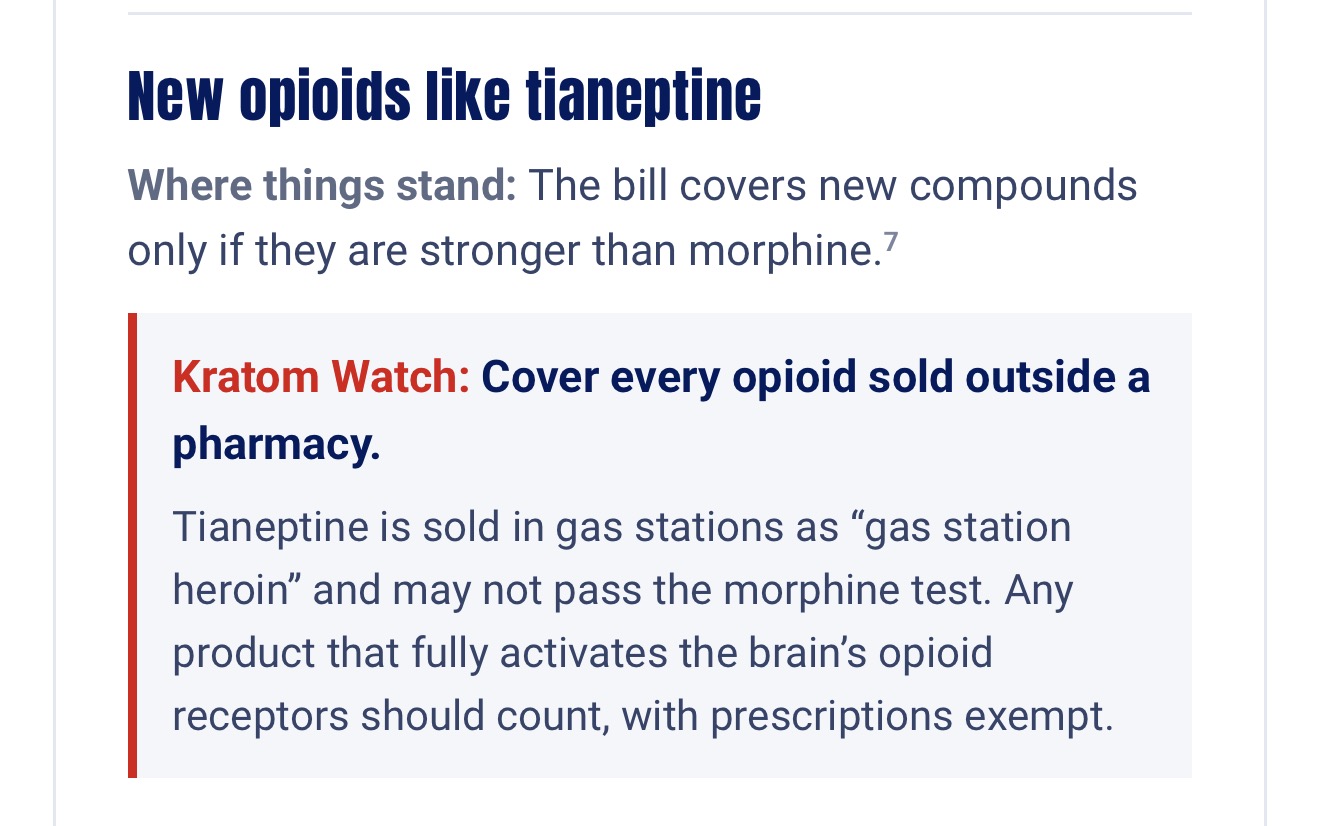 New opioids like tianeptine
Where things stand: The bill covers new compounds
only if they are stronger than morphine.⁷
Kratom Watch: Cover every opioid sold outside a
pharmacy.
Tianeptine is sold in gas stations as “gas station
heroin” and may not pass the morphine test. Any
product that fully activates the brain’s opioid
receptors should count, with prescriptions exempt.